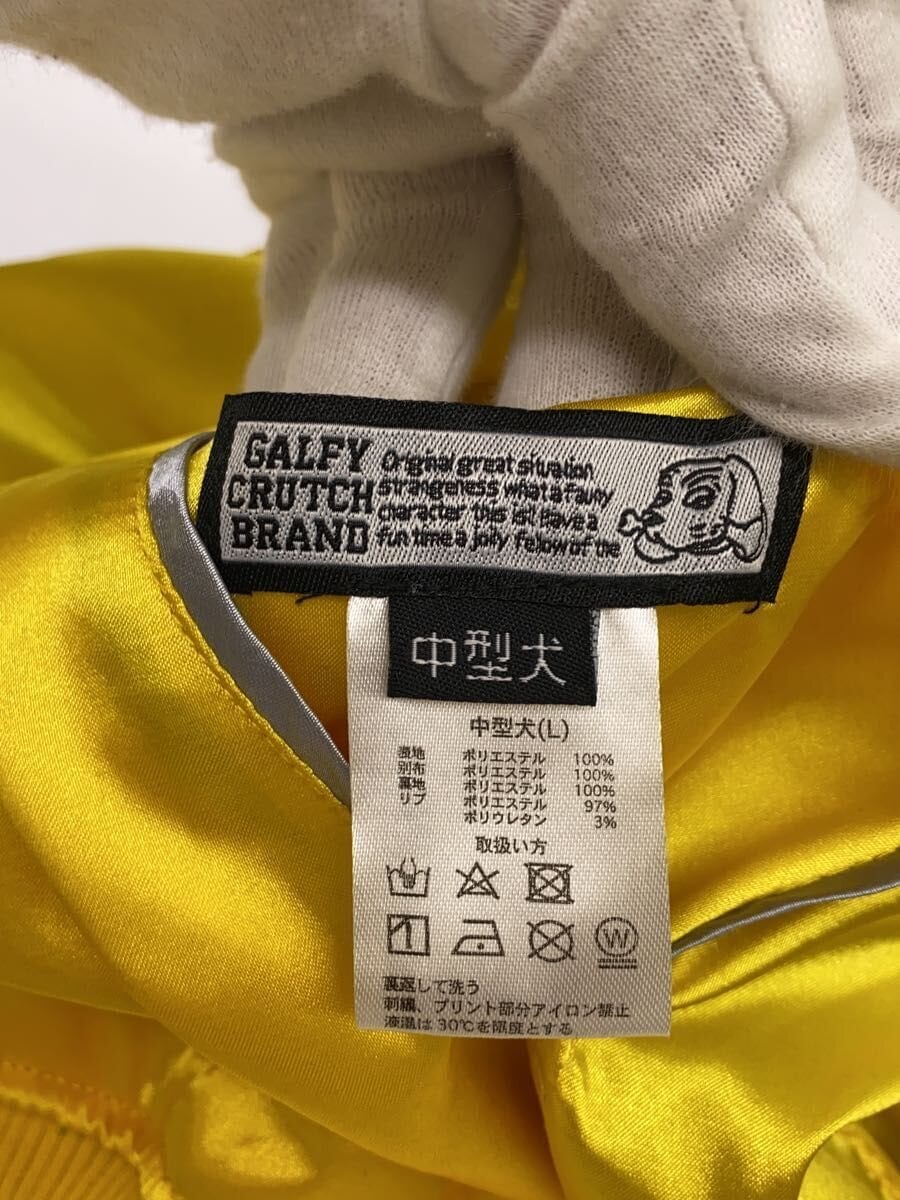 GALFY
CRUTCH
BRAND
Original great situation
strangeness what a fauny
character this is! Have a
fun time a jolly fellow of the
中型犬
中型犬(L)
表地 ポリエステル 100%
別布 ポリエステル 100%
裏地 ポリエステル 100%
リブ ポリエステル 97%
ポリウレタン 3%
取扱い方
W
裏返して洗う
刺繍、プリント部分アイロン禁止
液温は30℃を限度とする